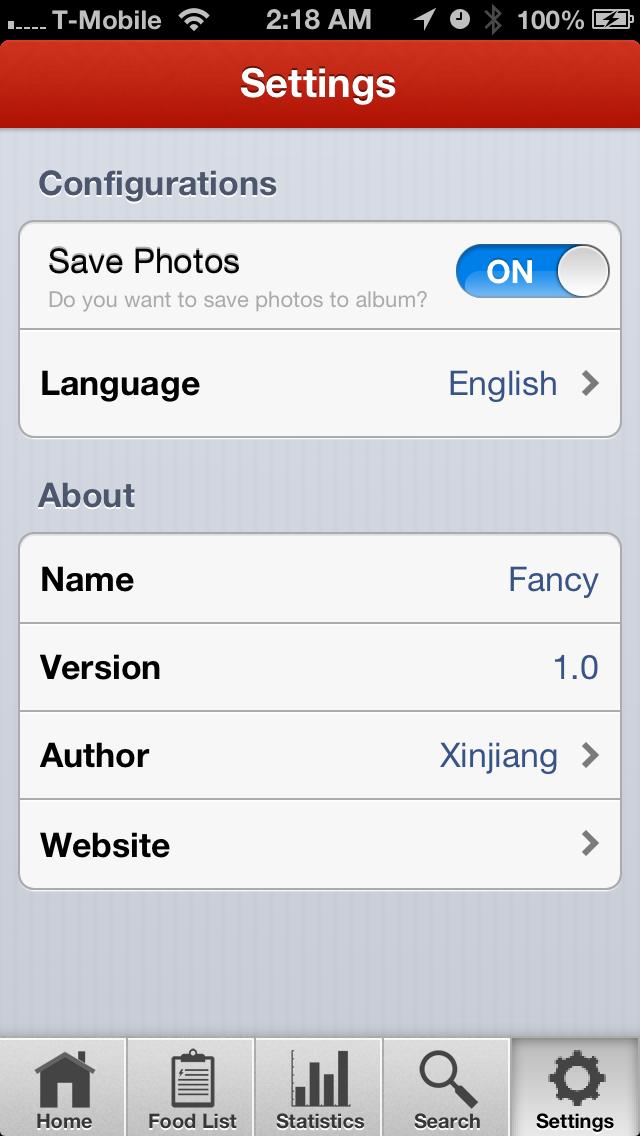 T-Mobile 2:18 AM 100%
Settings
Configurations
Save Photos
ON
Do you want to save photos to album?
Language English
About
Name Fancy
Version 1.0
Author Xinjiang
Website
Home Food List Statistics Search Settings